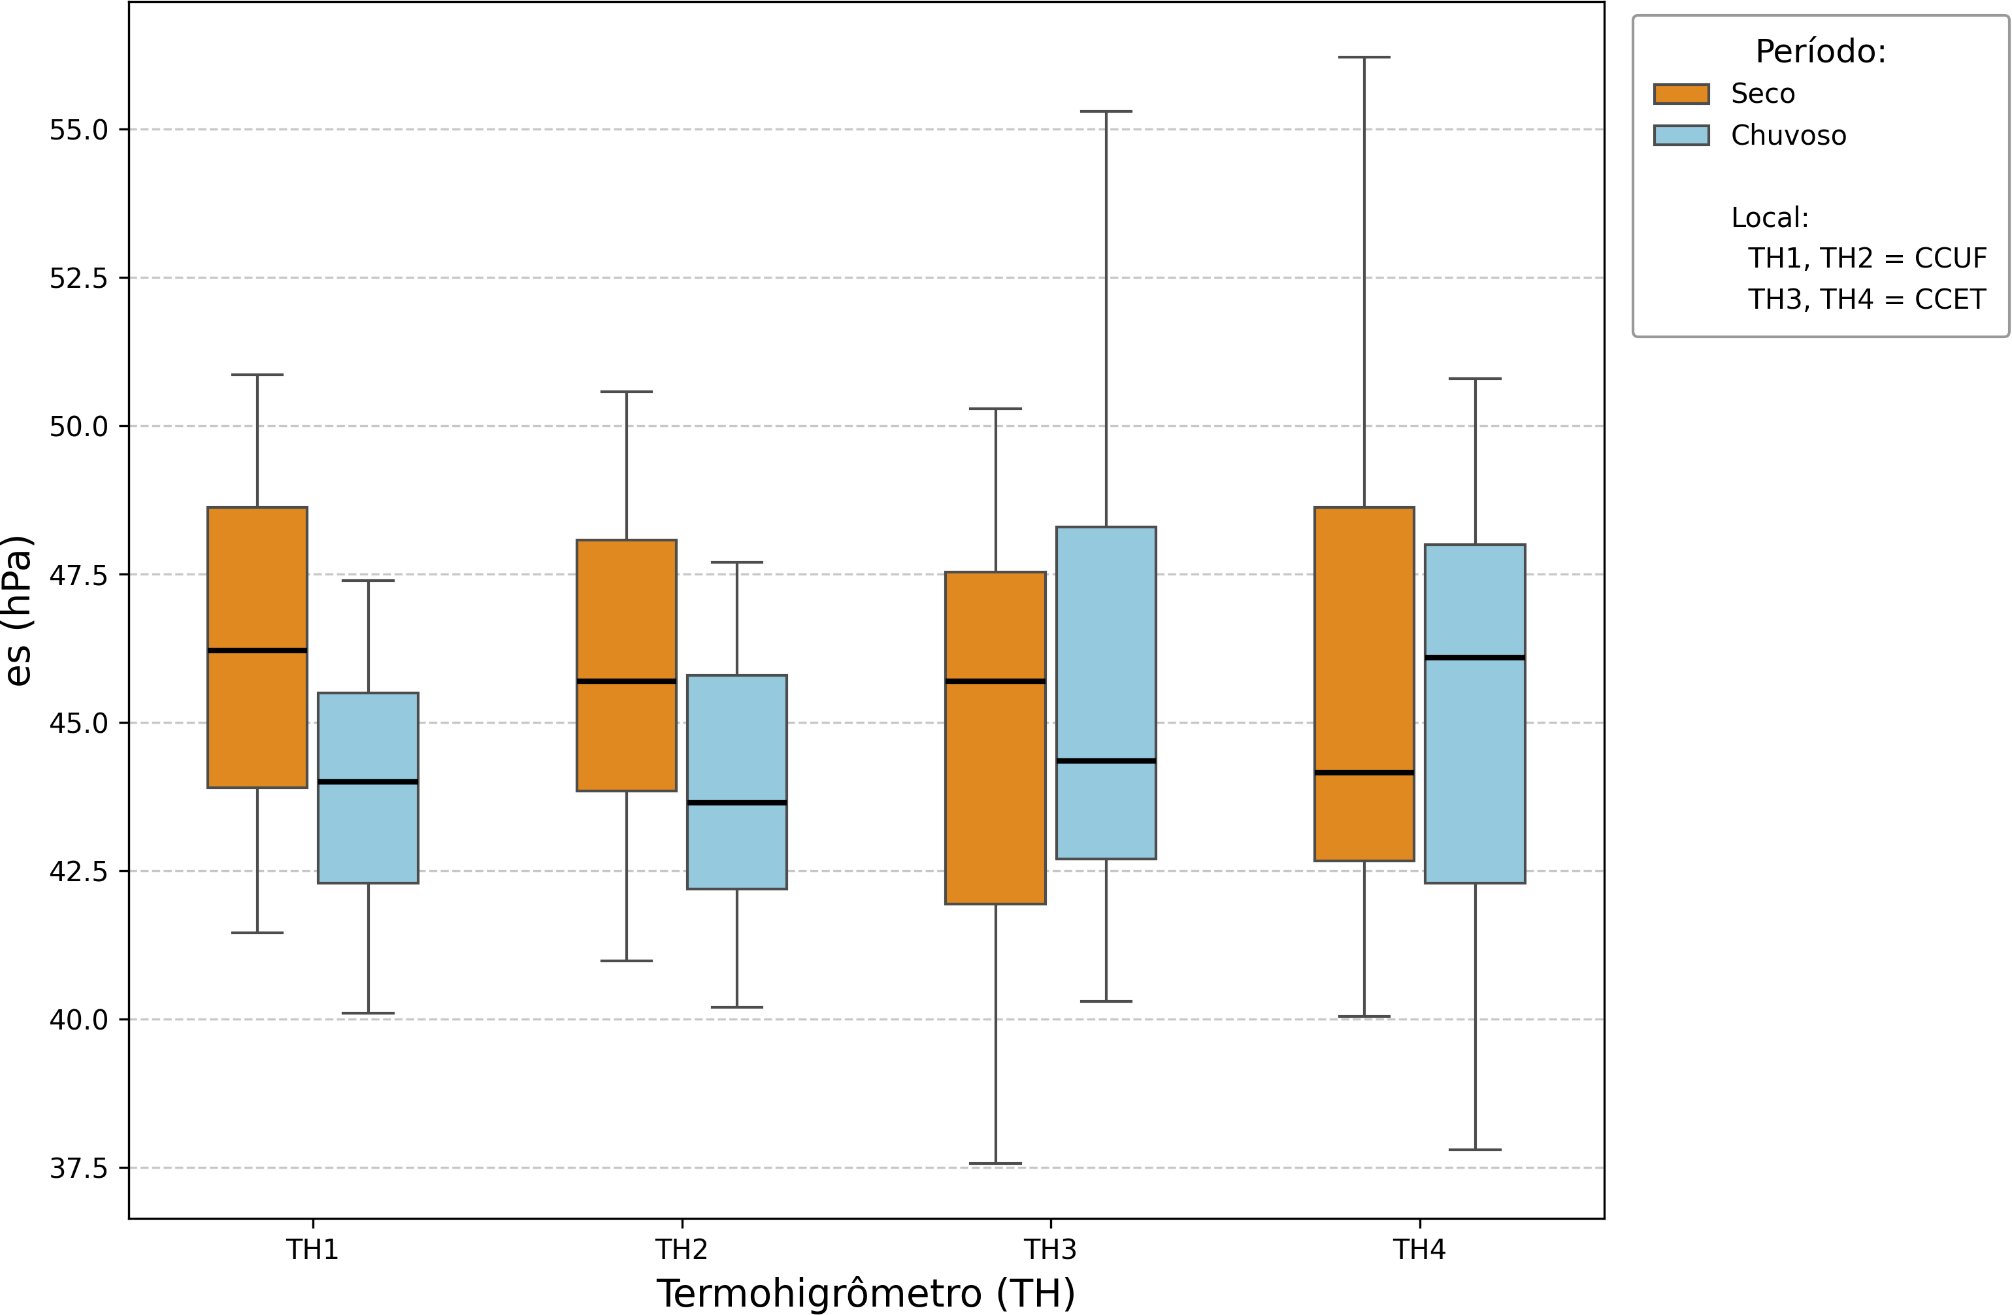 es (hPa)
55.0
52.5
50.0
47.5
45.0
42.5
40.0
37.5
TH1
TH2
TH3
TH4
Termohigrômetro (TH)
Período:
Seco
Chuvoso
Local:
TH1, TH2 = CCUF
TH3, TH4 = CCET